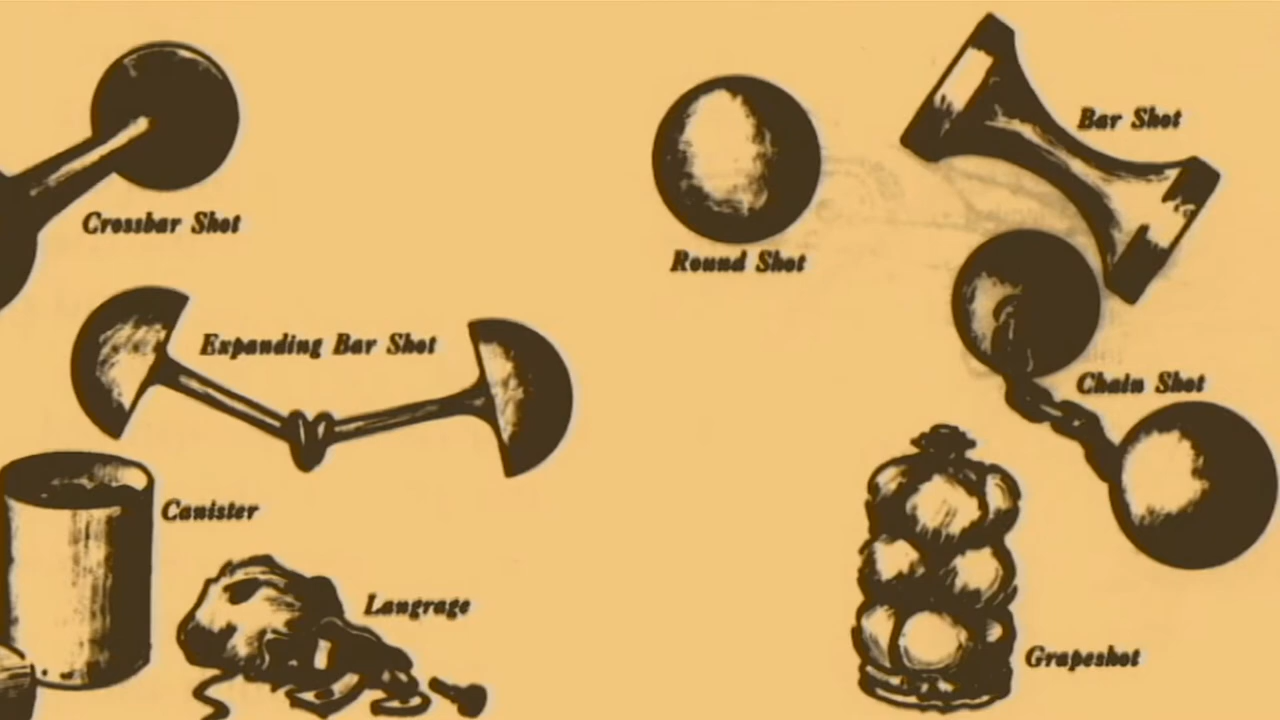 Bar Shot
Crossbar Shot
Round Shot
Expanding Bar Shot
Chain Shot
Canister
Langrage
Grapeshot